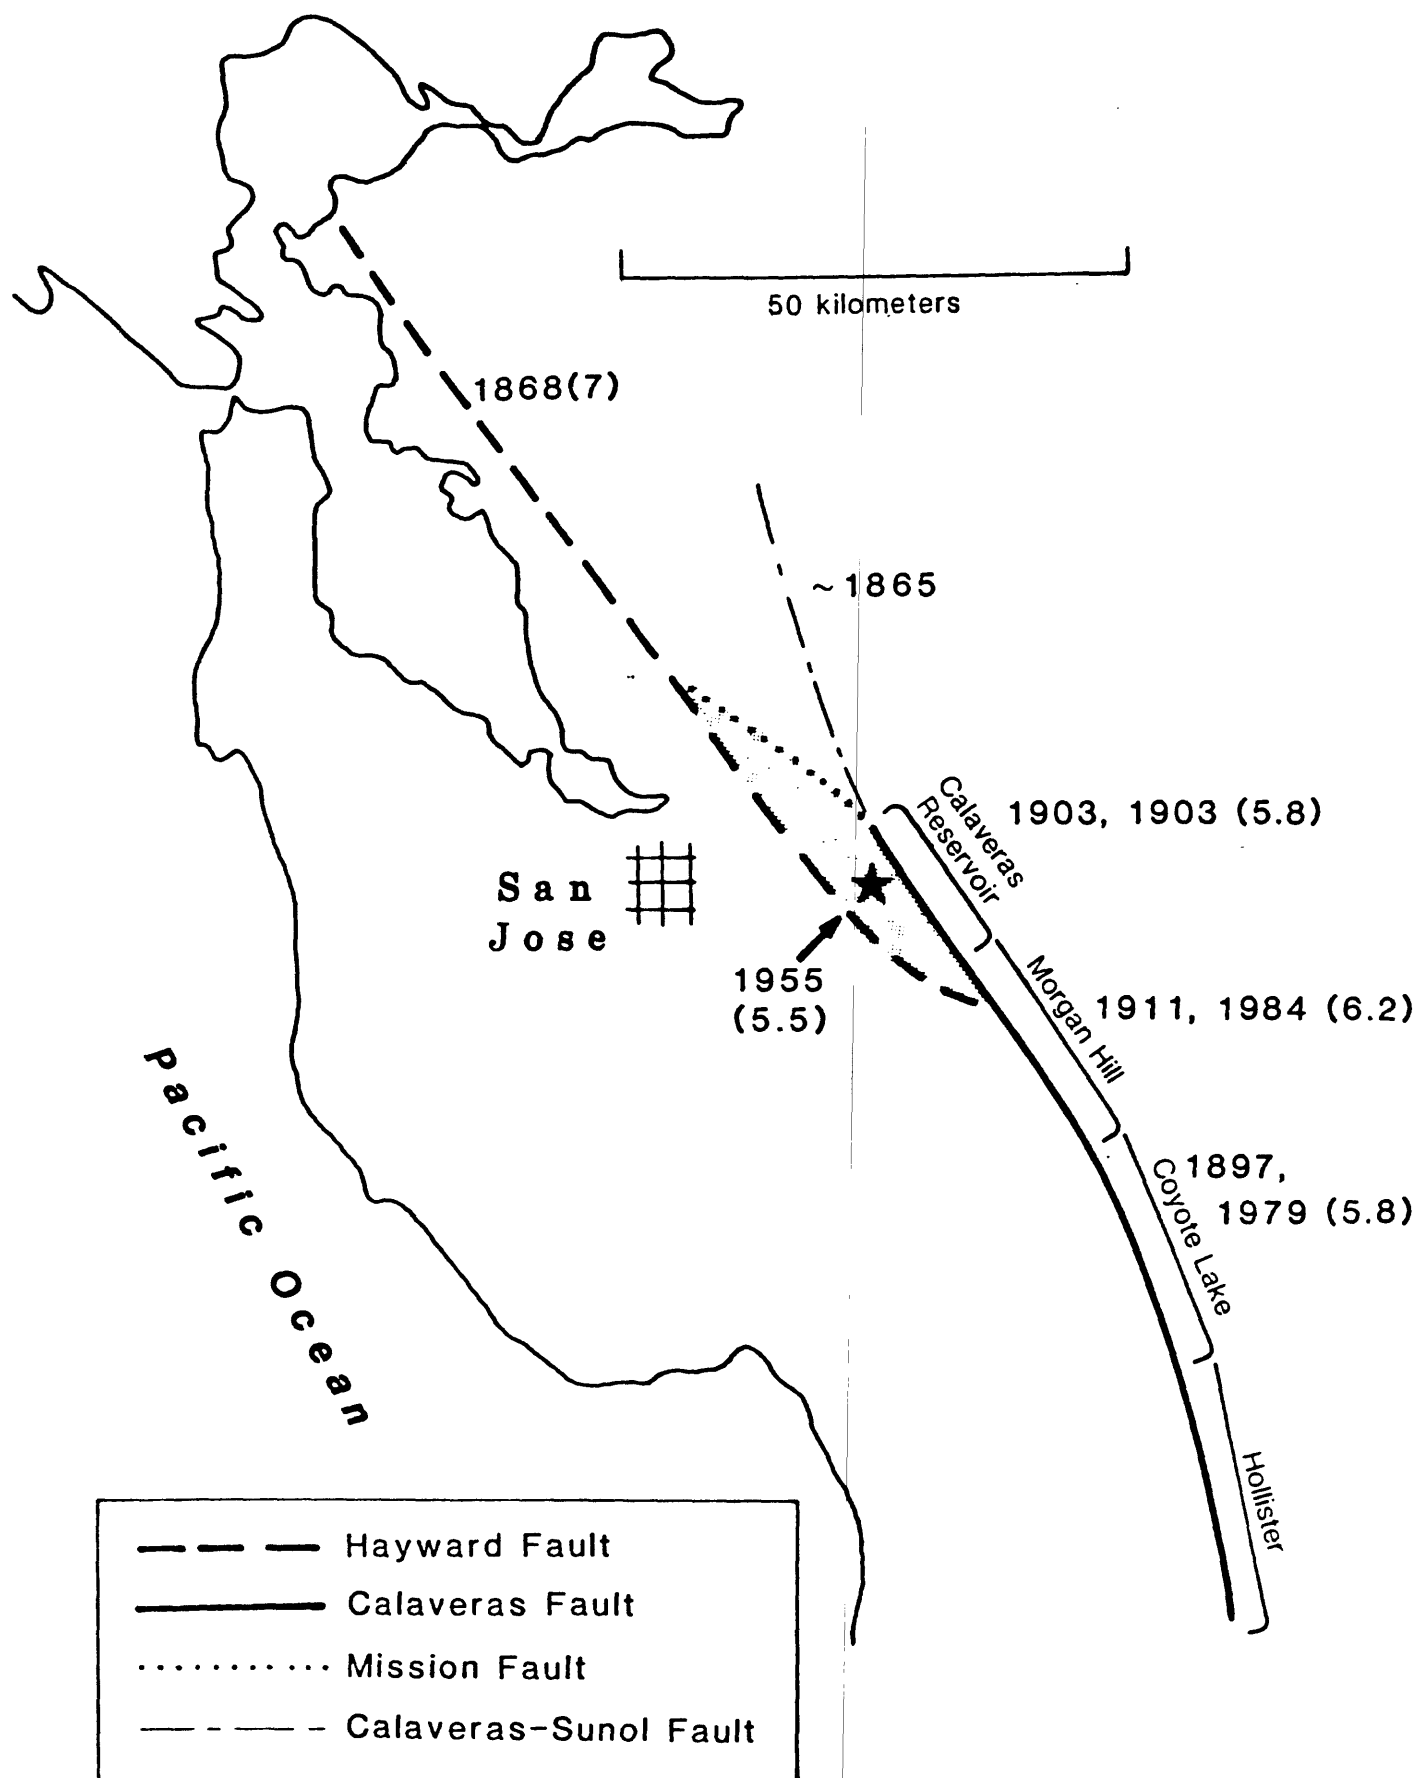 50 kilometers
1868(7)
~1865
Calaveras
Reservoir
1903, 1903 (5.8)
San
Jose
1955
(5.5)
Morgan Hill
1911, 1984 (6.2)
Coyote Lake
1897,
1979 (5.8)
Pacific Ocean
Hollister
Hayward Fault
Calaveras Fault
Mission Fault
Calaveras-Sunol Fault